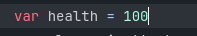 var health = 100